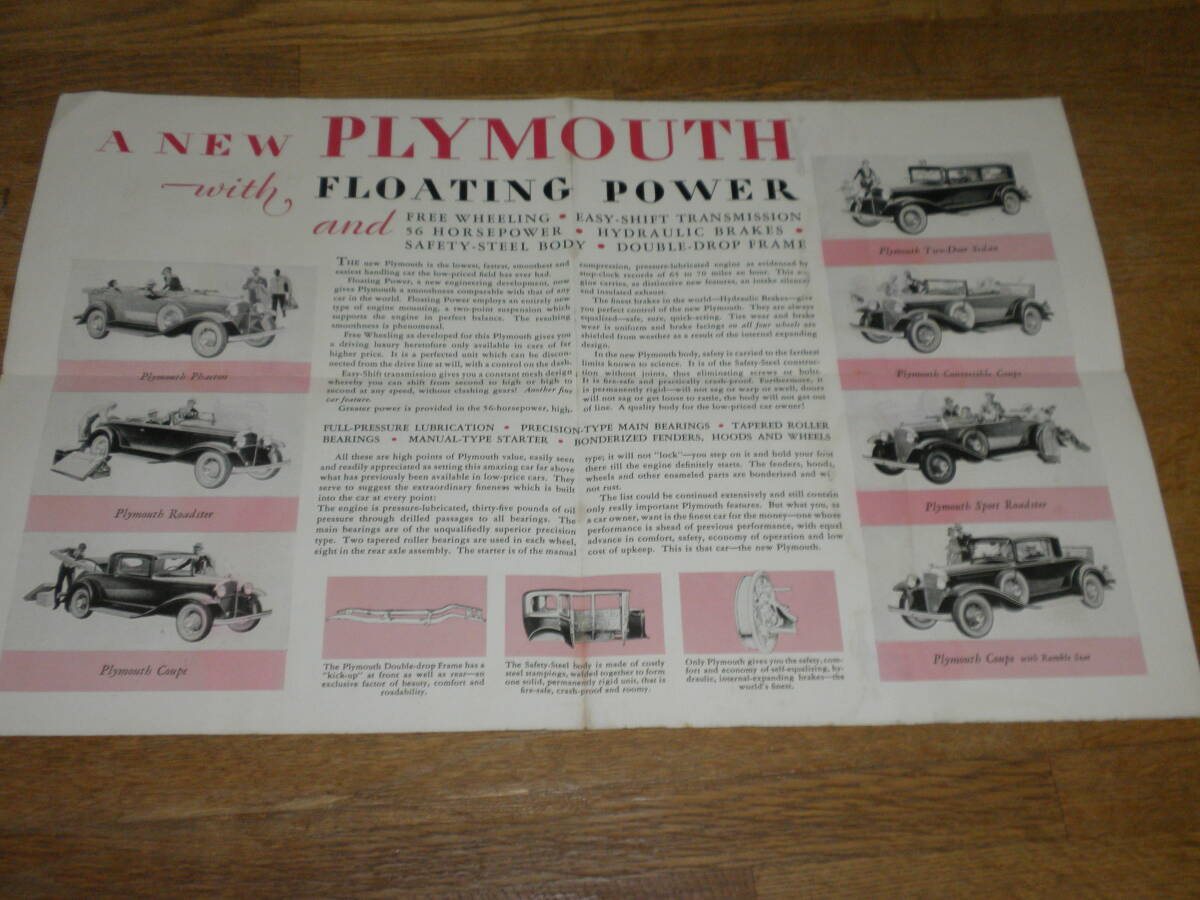 A NEW PLYMOUTH
with FLOATING POWER
and FREE WHEELING • EASY-SHIFT TRANSMISSION
56 HORSEPOWER • HYDRAULIC BRAKES •
SAFETY-STEEL BODY • DOUBLE-DROP FRAME
THE new Plymouth is the lowest, fastest, smoothest and
easiest handling car the low-priced field has ever had.
Floating Power, a new engineering development, now
gives Plymouth a smoothness comparable with that of any
car in the world. Floating Power employs an entirely new
type of engine mounting, a two-point suspension which
supports the engine in perfect balance. The resulting
smoothness is phenomenal.
Free Wheeling as developed for this Plymouth gives you
a driving luxury heretofore only available in cars of far
higher price. It is a perfected unit which can be discon-
nected from the drive line at will, with a control on the dash.
Easy-Shift transmission gives you a constant mesh design
whereby you can shift from second to high or high to
second at any speed, without clashing gears! Another fine
car feature.
Greater power is provided in the 56-horsepower, high-
compression, pressure-lubricated engine as evidenced by
stop-clock records of 65 to 70 miles an hour. This en-
gine carries, as distinctive new features, an intake silencer
and insulated exhaust.
The finest brakes in the world—Hydraulic Brakes—give
you perfect control of the new Plymouth. They are always
equalized—safe, sure, quick-acting. Tire wear and brake
wear is uniform and brake facings on all four wheels are
shielded from weather as a result of the internal expanding
design.
In the new Plymouth body, safety is carried to the farthest
limits known to science. It is of the Safety-Steel construc-
tion without joints, thus eliminating screws or bolts.
It is fire-safe and practically crash-proof. Furthermore, it
is permanently rigid—will not sag or warp or swell, doors
will not sag or get loose to rattle, the body will not get out
of line. A quality body for the low-priced car owner!
FULL-PRESSURE LUBRICATION • PRECISION-TYPE MAIN BEARINGS • TAPERED ROLLER
BEARINGS • MANUAL-TYPE STARTER • BONDERIZED FENDERS, HOODS AND WHEELS
All these are high points of Plymouth value, easily seen
and readily appreciated as setting this amazing car far above
what has previously been available in low-price cars. They
serve to suggest the extraordinary fineness which is built
into the car at every point:
The engine is pressure-lubricated, thirty-five pounds of oil
pressure through drilled passages to all bearings. The
main bearings are of the unqualifiedly superior precision
type. Two tapered roller bearings are used in each wheel,
eight in the rear axle assembly. The starter is of the manual
type; it will not "lock"—you step on it and hold your foot
there till the engine definitely starts. The fenders, hoods,
wheels and other enameled parts are bonderized and will
not rust.
The list could be continued extensively and still contain
only really important Plymouth features. But what you, as
a car owner, want is the finest car for the money—one whose
performance is ahead of previous performance, with equal
advance in comfort, safety, economy of operation and low
cost of upkeep. This is that car—the new Plymouth.
The Plymouth Double-drop Frame has a
"kick-up" at front as well as rear—an
exclusive factor of beauty, comfort and
roadability.
The Safety-Steel body is made of costly
steel stampings, welded together to form
one solid, permanently rigid unit, that is
fire-safe, crash-proof and roomy.
Only Plymouth gives you the safety, com-
fort and economy of self-equalizing, hy-
draulic, internal-expanding brakes—the
world's finest.
Plymouth Phaeton
Plymouth Roadster
Plymouth Coupe
Plymouth Two-Door Sedan
Plymouth Convertible Coupe
Plymouth Sport Roadster
Plymouth Coupe with Rumble Seat